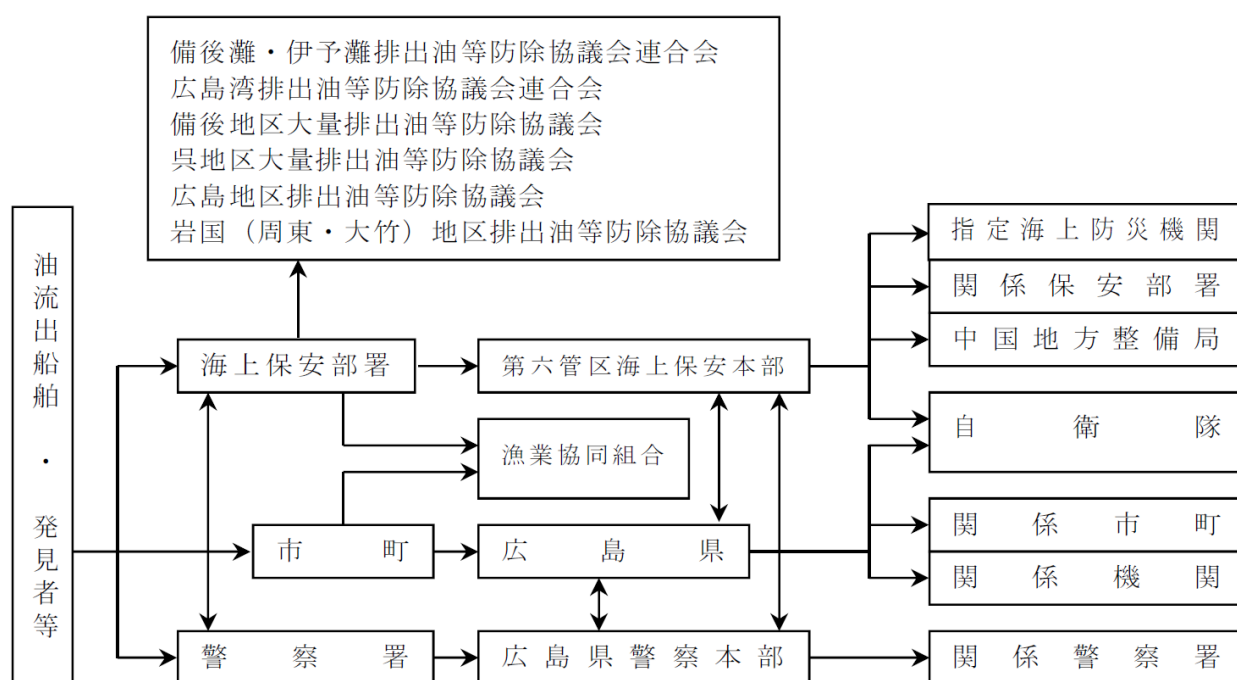 備後灘・伊予灘排出油等防除協議会連合会
広島湾排出油等防除協議会連合会
備後地区大量排出油等防除協議会
呉地区大量排出油等防除協議会
広島地区排出油等防除協議会
岩国（周東・大竹）地区排出油等防除協議会
油流出船舶・発見者等
海上保安部署
第六管区海上保安本部
漁業協同組合
市町
広島県
警察署
広島県警察本部
指定海上防災機関
関係保安部署
中国地方整備局
自衛隊
関係市町
関係機関
関係警察署